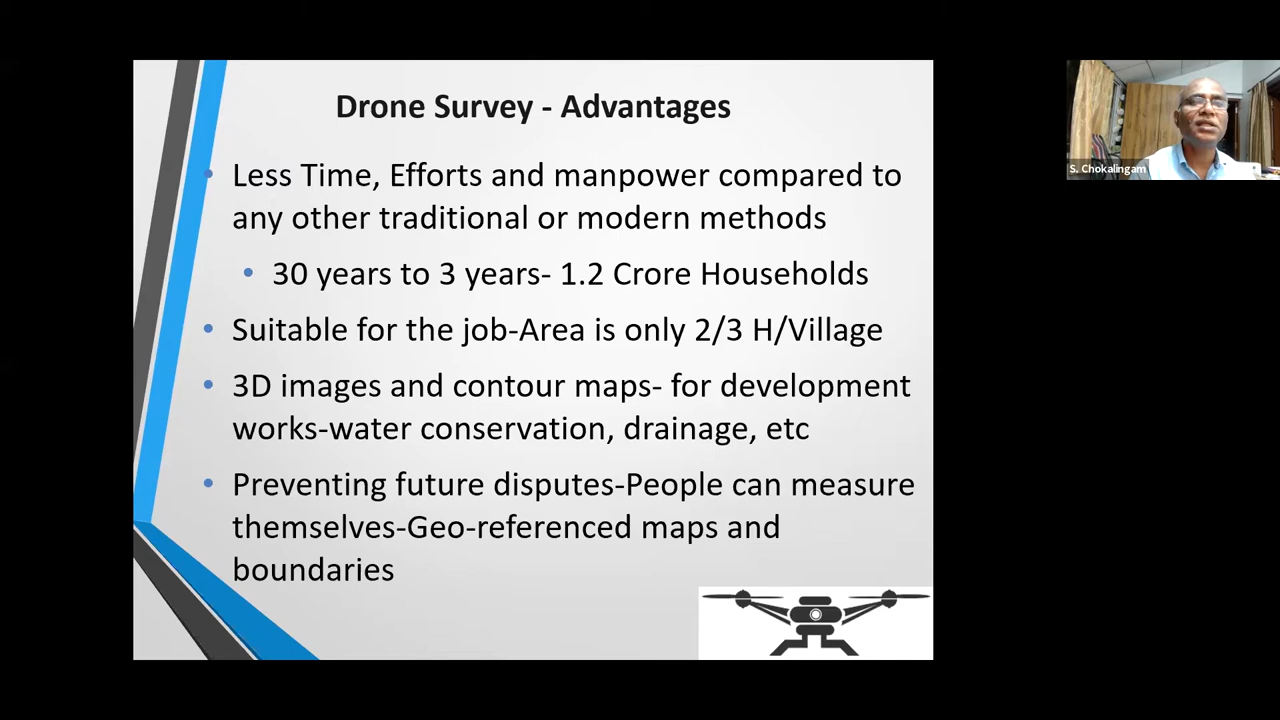 Drone Survey - Advantages
• Less Time, Efforts and manpower compared to
any other traditional or modern methods
• 30 years to 3 years- 1.2 Crore Households
• Suitable for the job-Area is only 2/3 H/Village
• 3D images and contour maps- for development
works-water conservation, drainage, etc
• Preventing future disputes-People can measure
themselves-Geo-referenced maps and
boundaries
S. Chokalingam